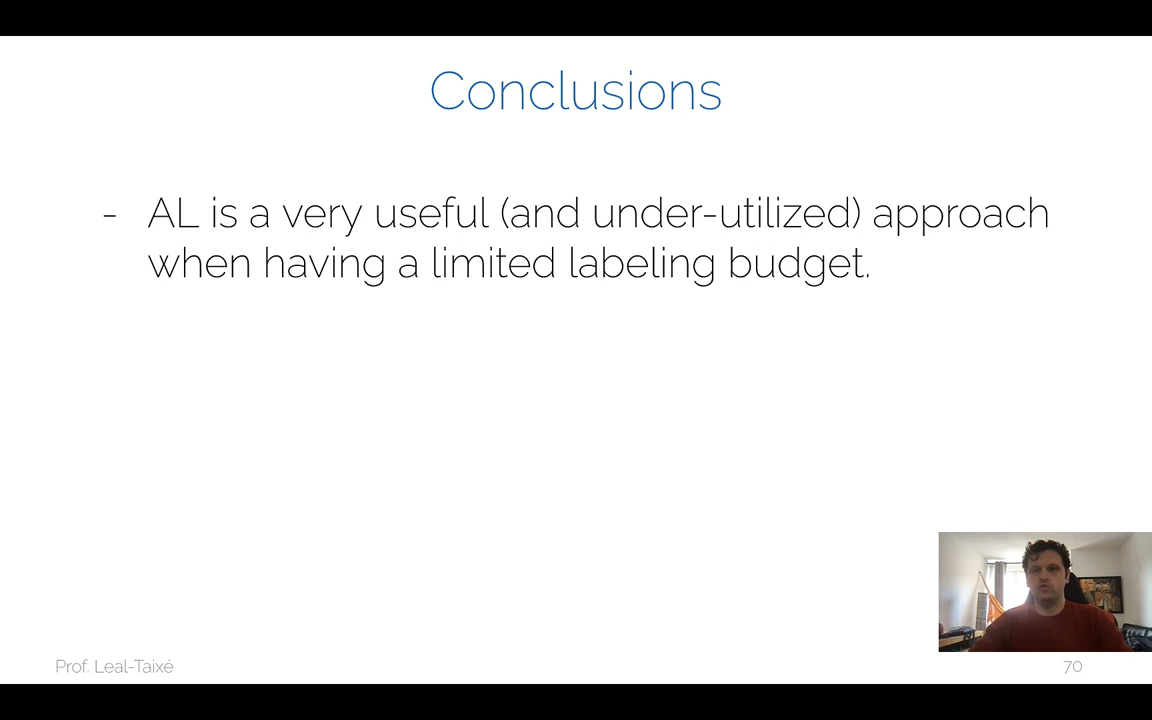 Conclusions
- AL is a very useful (and under-utilized) approach
when having a limited labeling budget.
Prof. Leal-Taixé
70